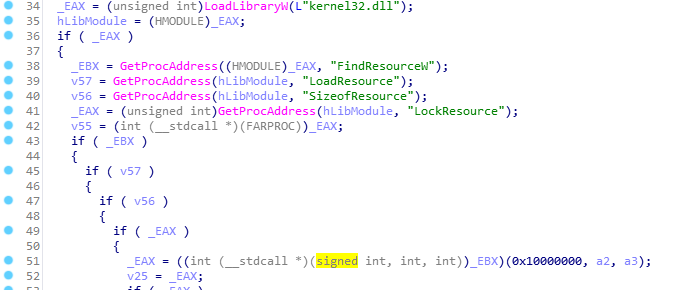 34 _EAX = (unsigned int)LoadLibraryW(L"kernel32.dll");
35 hLibModule = (HMODULE)_EAX;
36 if ( _EAX )
37 {
38 _EBX = GetProcAddress((HMODULE)_EAX, "FindResourceW");
39 v57 = GetProcAddress(hLibModule, "LoadResource");
40 v56 = GetProcAddress(hLibModule, "SizeofResource");
41 _EAX = (unsigned int)GetProcAddress(hLibModule, "LockResource");
42 v55 = (int (__stdcall *)(FARPROC))_EAX;
43 if ( _EBX )
44 {
45 if ( v57 )
46 {
47 if ( v56 )
48 {
49 if ( _EAX )
50 {
51 _EAX = ((int (__stdcall *)(signed int, int, int))_EBX)(0x10000000, a2, a3);
52 v25 = _EAX;